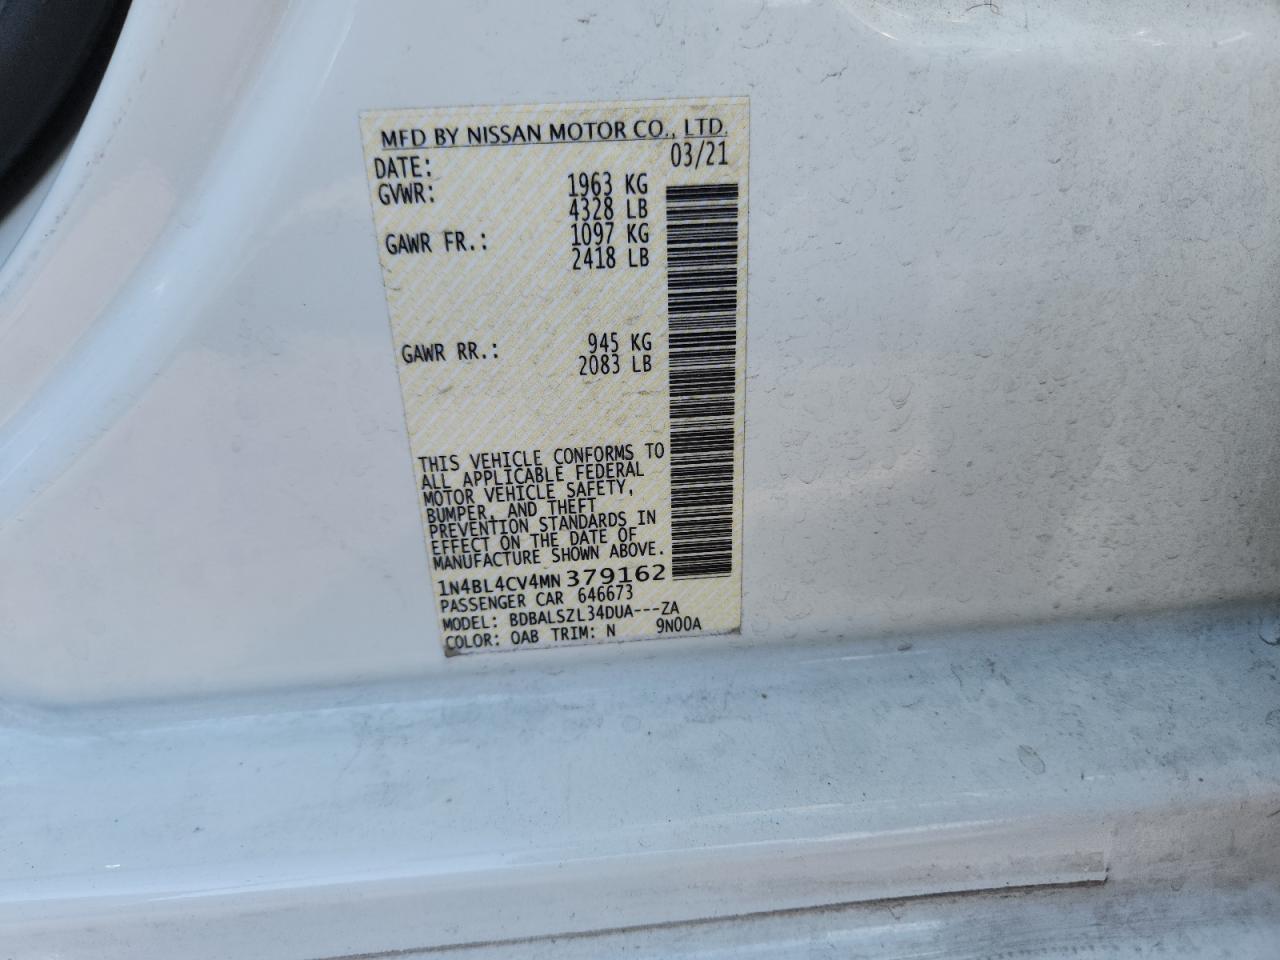 MFD BY NISSAN MOTOR CO., LTD.
DATE: 03/21
GVWR: 1963 KG
4328 LB
GAWR FR.: 1097 KG
2418 LB
GAWR RR.: 945 KG
2083 LB
THIS VEHICLE CONFORMS TO
ALL APPLICABLE FEDERAL
MOTOR VEHICLE SAFETY,
BUMPER, AND THEFT
PREVENTION STANDARDS IN
EFFECT ON THE DATE OF
MANUFACTURE SHOWN ABOVE.
1N4BL4CV4MN379162
PASSENGER CAR 646673
MODEL: BDBALSZL34DUA---ZA
COLOR: QAB TRIM: N 9N00A